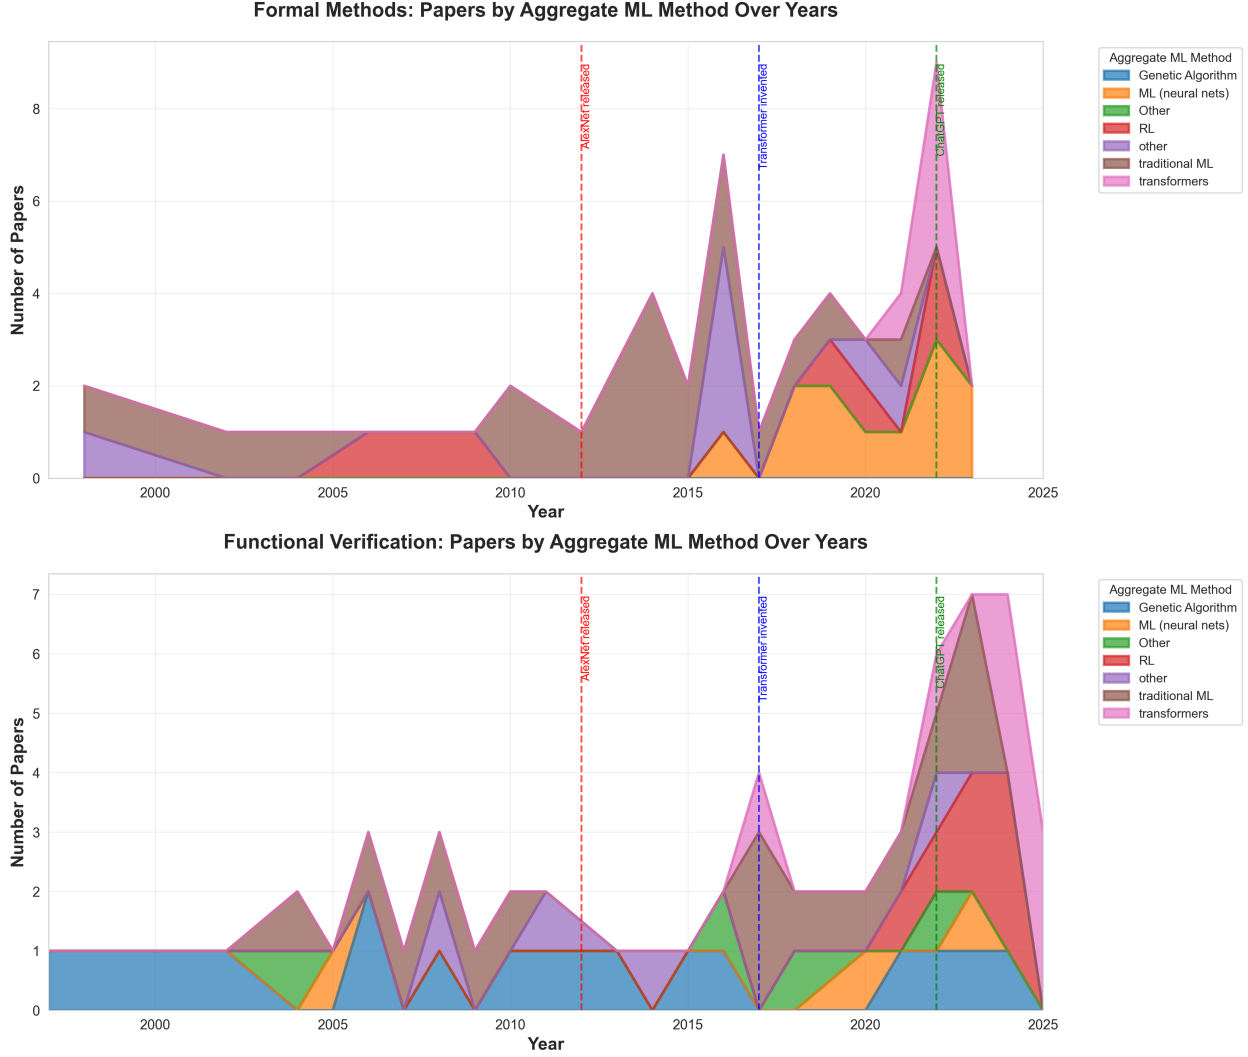 Formal Methods: Papers by Aggregate ML Method Over Years
Number of Papers
8
6
4
2
0
2000
2005
2010
2015
2020
2025
Year
AlexNet released
Transformer invented
ChatGPT released
Aggregate ML Method
Genetic Algorithm
ML (neural nets)
Other
RL
other
traditional ML
transformers
Functional Verification: Papers by Aggregate ML Method Over Years
Number of Papers
7
6
5
4
3
2
1
0
2000
2005
2010
2015
2020
2025
Year
AlexNet released
Transformer invented
ChatGPT released
Aggregate ML Method
Genetic Algorithm
ML (neural nets)
Other
RL
other
traditional ML
transformers